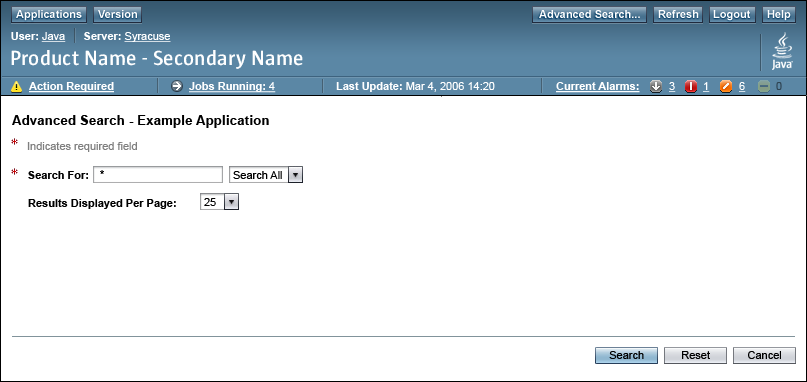 Applications Version Advanced Search... Refresh Logout Help
User: Java Server: Syracuse
Product Name - Secondary Name
Java
Action Required Jobs Running: 4 Last Update: Mar 4, 2006 14:20 Current Alarms: 3 1 6 0
Advanced Search - Example Application
* Indicates required field
* Search For: * Search All
Results Displayed Per Page: 25
Search Reset Cancel